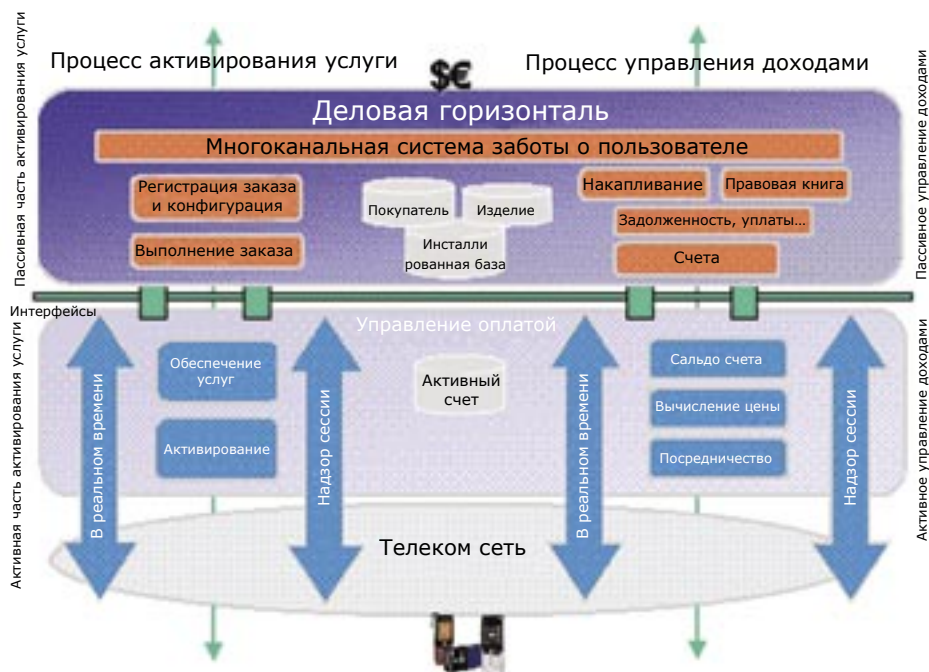 Процесс активирования услуги
$€
Процесс управления доходами
Пассивная часть активирования услуги
Пассивное управление доходами
Деловая горизонталь
Многоканальная система заботы о пользователе
Регистрация заказа
и конфигурация
Выполнение заказа
Покупатель
Изделие
Инсталли
рованная база
Накапливание
Правовая книга
Задолженность, уплаты...
Счета
Интерфейсы
Управление оплатой
Активная часть активирования услуги
Активное управление доходами
В реальном времени
Обеспечение
услуг
Активирование
Надзор сессии
Активный
счет
В реальном времени
Сальдо счета
Вычисление цены
Посредничество
Надзор сессии
Телеком сеть